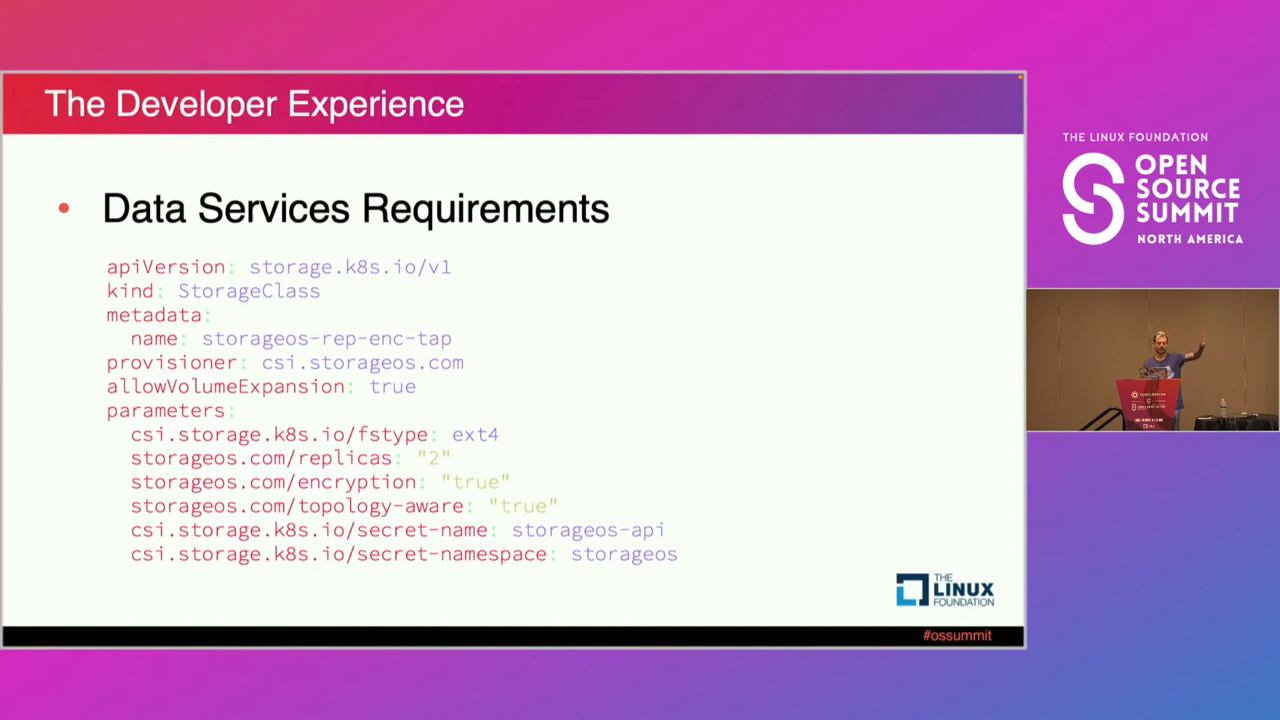 The Developer Experience
• Data Services Requirements
apiVersion: storage.k8s.io/v1
kind: StorageClass
metadata:
  name: storageos-rep-enc-tap
provisioner: csi.storageos.com
allowVolumeExpansion: true
parameters:
  csi.storage.k8s.io/fstype: ext4
  storageos.com/replicas: "2"
  storageos.com/encryption: "true"
  storageos.com/topology-aware: "true"
  csi.storage.k8s.io/secret-name: storageos-api
  csi.storage.k8s.io/secret-namespace: storageos
THE
LINUX
FOUNDATION
#ossummit
THE LINUX FOUNDATION
OPEN
SOURCE
SUMMIT
NORTH AMERICA